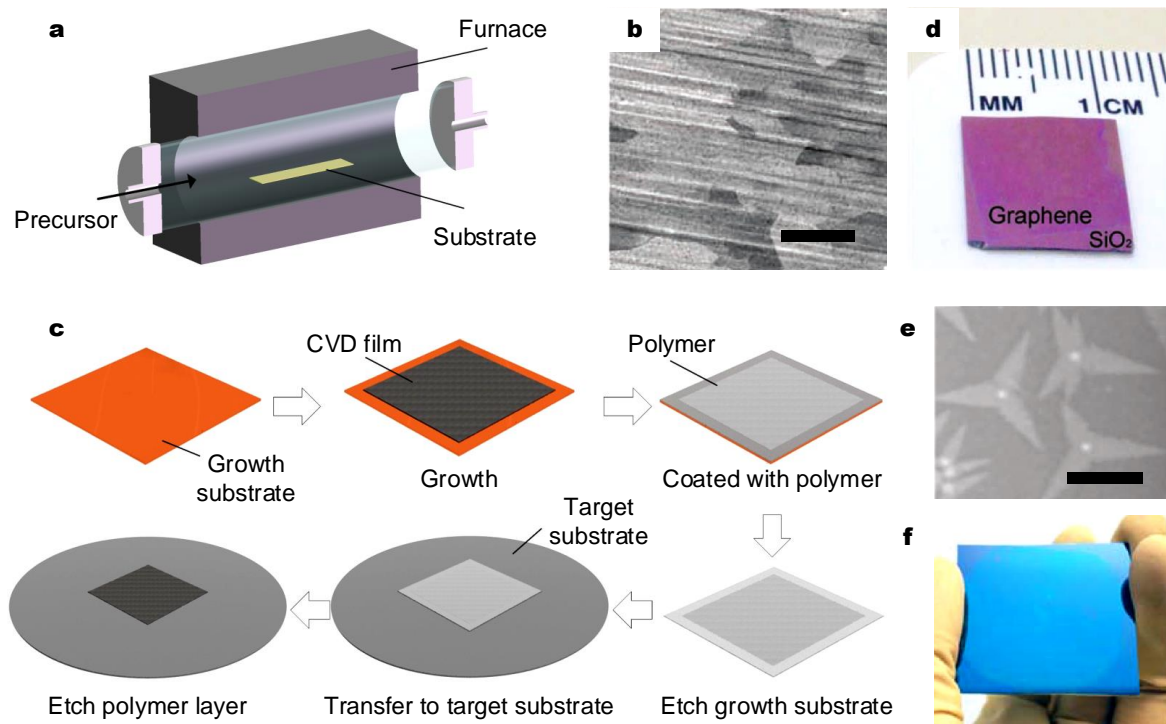 a
Furnace
Precursor
Substrate
b
d
MM 1 CM
Graphene
SiO₂
c
CVD film
Polymer
Growth
substrate
Growth
Coated with polymer
Target
substrate
Etch polymer layer
Transfer to target substrate
Etch growth substrate
e
f